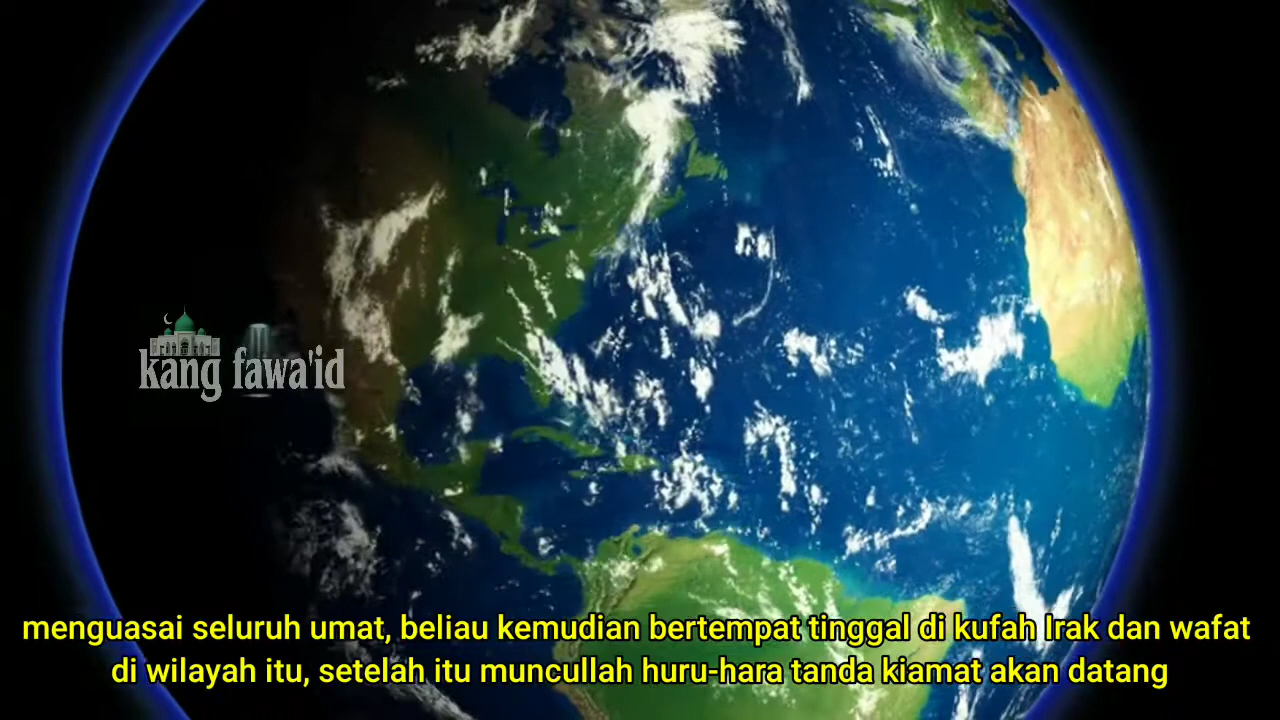 kang fawa'id
menguasai seluruh umat, beliau kemudian bertempat tinggal di kufah Irak dan wafat
di wilayah itu, setelah itu muncullah huru-hara tanda kiamat akan datang